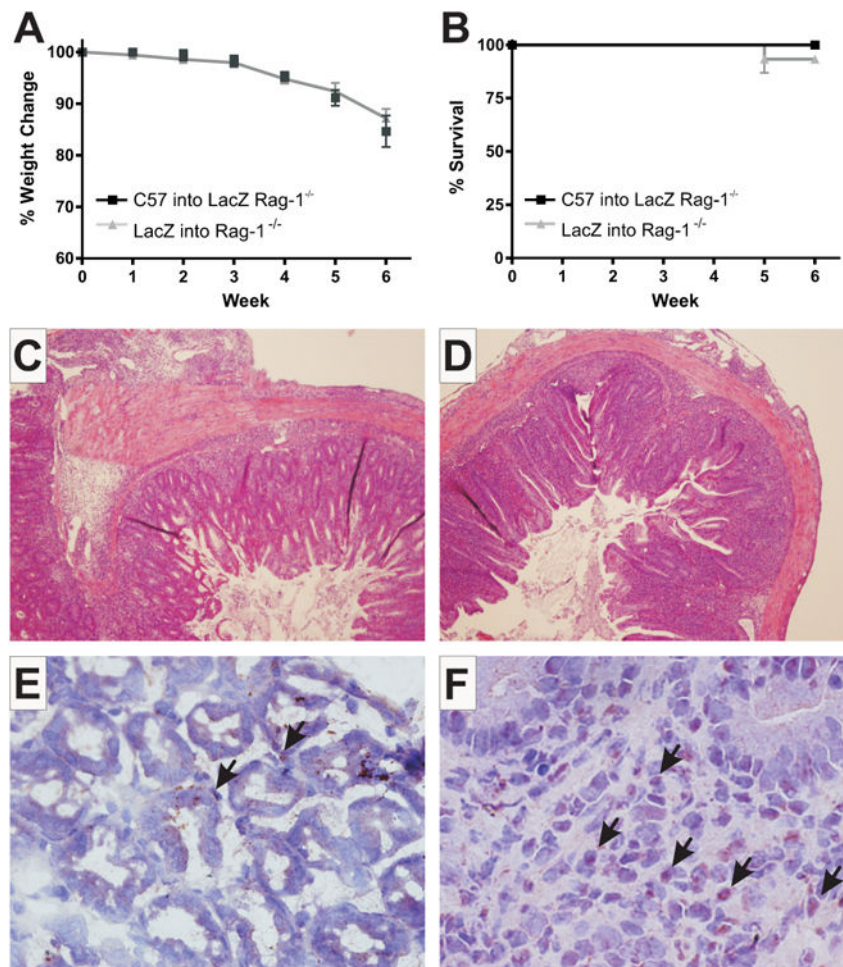 A
% Weight Change
100
90
80
70
60
0 1 2 3 4 5 6
Week
C57 into LacZ Rag-1-/-
LacZ into Rag-1-/-
B
% Survival
100
75
50
25
0
0 1 2 3 4 5 6
Week
C57 into LacZ Rag-1-/-
LacZ into Rag-1-/-
C
D
E
F